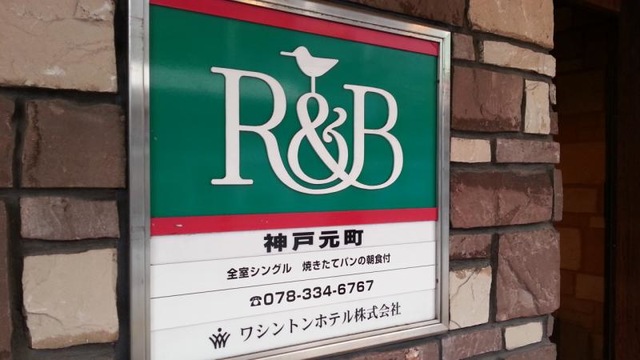 R&B
神戸元町
全室シングル 焼きたてパンの朝食付
☎078-334-6767
ワシントンホテル株式会社